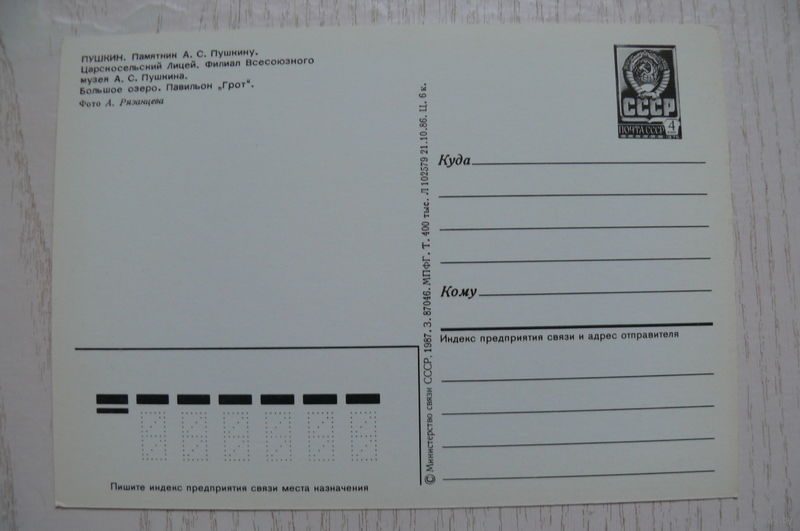 ПУШКИН. Памятник А. С. Пушкину.
Царскосельский Лицей. Филиал Всесоюзного
музея А. С. Пушкина.
Большое озеро. Павильон „Грот".
Фото А. Рязанцева
СССР
ПОЧТА СССР 4
Куда
Кому
Индекс предприятия связи и адрес отправителя
© Министерство связи СССР. 1987. З. 87046. МПФГ. Т. 400 тыс. Л 102579 21.10.86. Ц. 6 к.
Пишите индекс предприятия связи места назначения